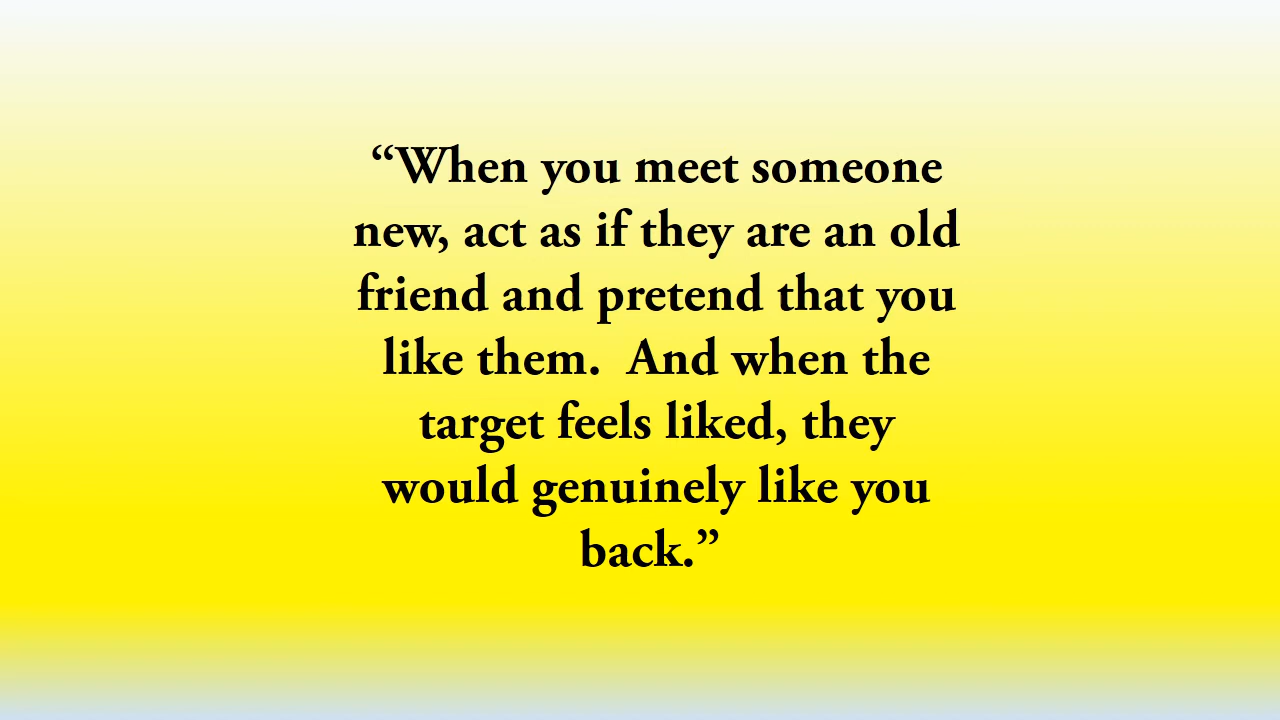 “When you meet someone
new, act as if they are an old
friend and pretend that you
like them.  And when the
target feels liked, they
would genuinely like you
back.”